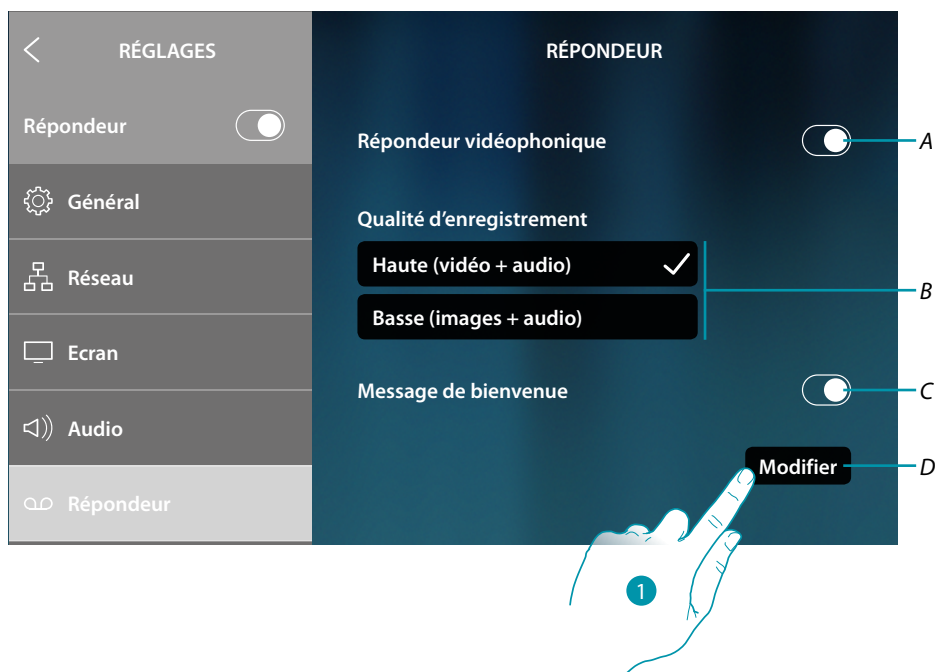 RÉGLAGES
Répondeur
Général
Réseau
Ecran
Audio
Répondeur
RÉPONDEUR
Répondeur vidéophonique
A
Qualité d’enregistrement
Haute (vidéo + audio)
Basse (images + audio)
B
Message de bienvenue
C
Modifier
D
1